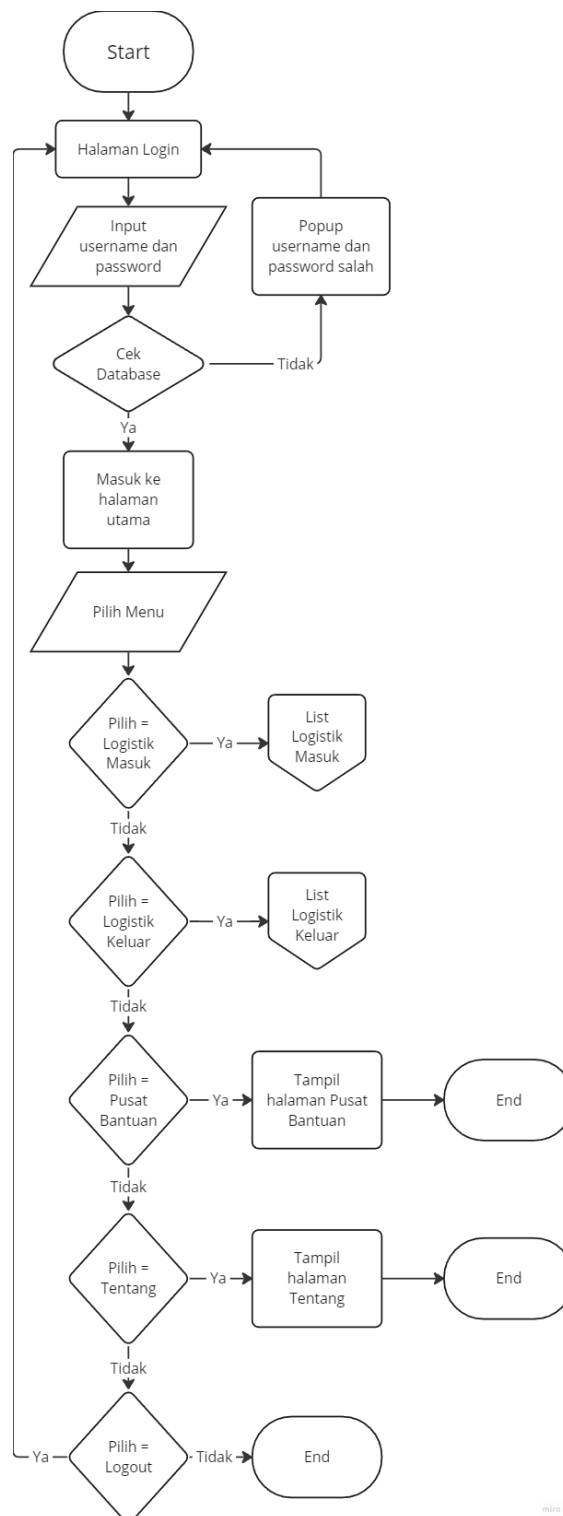 Start
Halaman Login
Input
username dan
password
Popup
username dan
password salah
Cek
Database
Tidak
Ya
Masuk ke
halaman
utama
Pilih Menu
Pilih =
Logistik
Masuk
Ya
List
Logistik
Masuk
Tidak
Pilih =
Logistik
Keluar
Ya
List
Logistik
Keluar
Tidak
Pilih =
Pusat
Bantuan
Ya
Tampil
halaman Pusat
Bantuan
End
Tidak
Pilih =
Tentang
Ya
Tampil
halaman
Tentang
End
Tidak
Ya
Pilih =
Logout
Tidak
End
miro